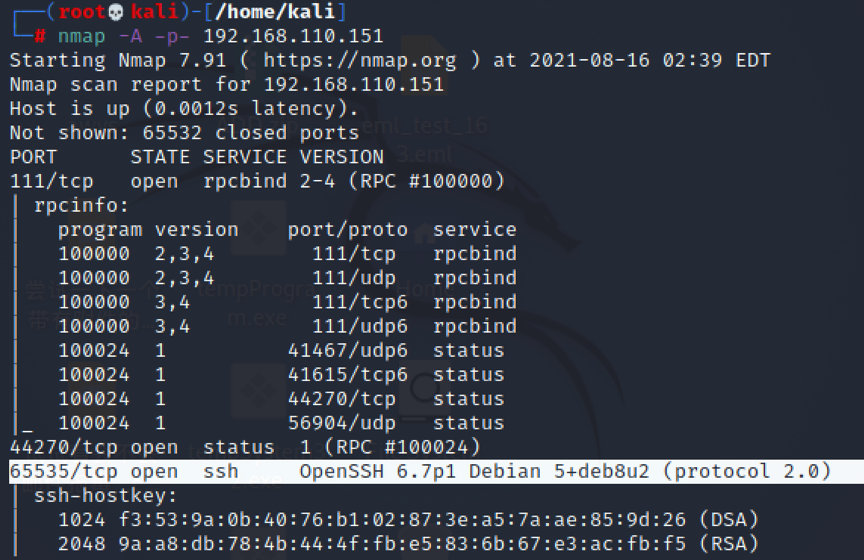 ┌──(root💀kali)-[/home/kali]
└─# nmap -A -p- 192.168.110.151
Starting Nmap 7.91 ( https://nmap.org ) at 2021-08-16 02:39 EDT
Nmap scan report for 192.168.110.151
Host is up (0.0012s latency).
Not shown: 65532 closed ports
PORT      STATE SERVICE VERSION
111/tcp   open  rpcbind 2-4 (RPC #100000)
| rpcinfo:
|   program version    port/proto  service
|   100000  2,3,4        111/tcp   rpcbind
|   100000  2,3,4        111/udp   rpcbind
|   100000  3,4          111/tcp6  rpcbind
|   100000  3,4          111/udp6  rpcbind
|   100024  1          41467/udp6  status
|   100024  1          41615/tcp6  status
|   100024  1          44270/tcp   status
|_  100024  1          56904/udp   status
44270/tcp open  status  1 (RPC #100024)
65535/tcp open  ssh     OpenSSH 6.7p1 Debian 5+deb8u2 (protocol 2.0)
| ssh-hostkey:
|   1024 f3:53:9a:0b:40:76:b1:02:87:3e:a5:7a:ae:85:9d:26 (DSA)
|   2048 9a:a8:db:78:4b:44:4f:fb:e5:83:6b:67:e3:ac:fb:f5 (RSA)